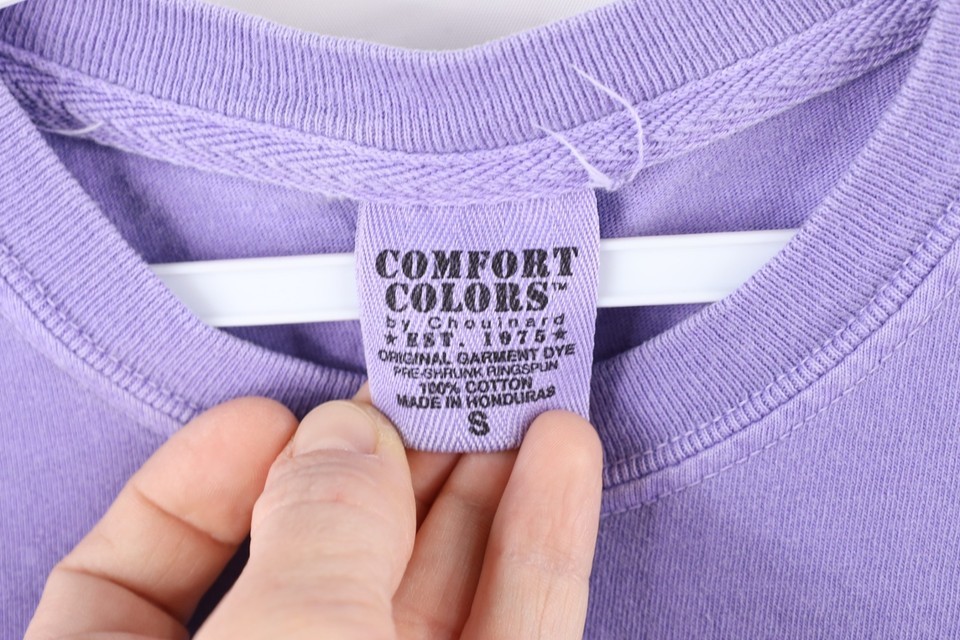 COMFORT
COLORS™
by Chouinard
★EST. 1975★
ORIGINAL GARMENT DYE
PRE-SHRUNK RINGSPUN
100% COTTON
MADE IN HONDURAS
S